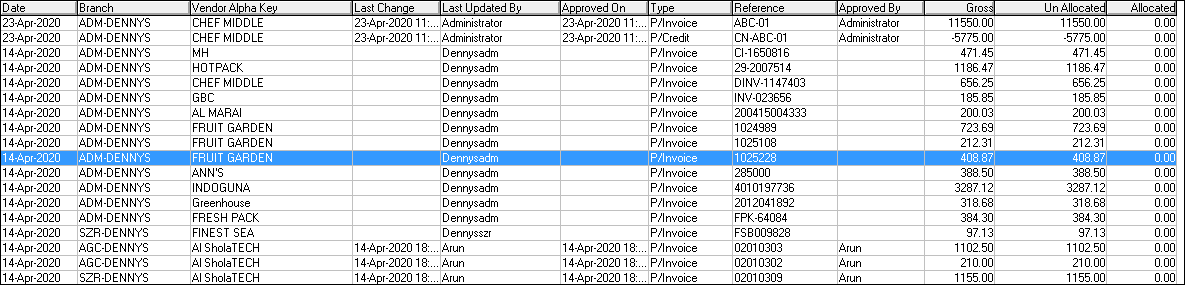 Date Branch Vendor Alpha Key Last Change Last Updated By Approved On Type Reference Approved By Gross Un Allocated Allocated
23-Apr-2020 ADM-DENNYS CHEF MIDDLE 23-Apr-2020 11:... Administrator 23-Apr-2020 11:... P/Invoice ABC-01 Administrator 11550.00 11550.00 0.00
23-Apr-2020 ADM-DENNYS CHEF MIDDLE 23-Apr-2020 11:... Administrator 23-Apr-2020 11:... P/Credit CN-ABC-01 Administrator -5775.00 -5775.00 0.00
14-Apr-2020 ADM-DENNYS MH Dennysadm P/Invoice CI-1650816 471.45 471.45 0.00
14-Apr-2020 ADM-DENNYS HOTPACK Dennysadm P/Invoice 29-2007514 1186.47 1186.47 0.00
14-Apr-2020 ADM-DENNYS CHEF MIDDLE Dennysadm P/Invoice DINV-1147403 656.25 656.25 0.00
14-Apr-2020 ADM-DENNYS GBC Dennysadm P/Invoice INV-023656 185.85 185.85 0.00
14-Apr-2020 ADM-DENNYS AL MARAI Dennysadm P/Invoice 200415004333 200.03 200.03 0.00
14-Apr-2020 ADM-DENNYS FRUIT GARDEN Dennysadm P/Invoice 1024989 723.69 723.69 0.00
14-Apr-2020 ADM-DENNYS FRUIT GARDEN Dennysadm P/Invoice 1025108 212.31 212.31 0.00
14-Apr-2020 ADM-DENNYS FRUIT GARDEN Dennysadm P/Invoice 1025228 408.87 408.87 0.00
14-Apr-2020 ADM-DENNYS ANN'S Dennysadm P/Invoice 285000 388.50 388.50 0.00
14-Apr-2020 ADM-DENNYS INDOGUNA Dennysadm P/Invoice 4010197736 3287.12 3287.12 0.00
14-Apr-2020 ADM-DENNYS Greenhouse Dennysadm P/Invoice 2012041892 318.68 318.68 0.00
14-Apr-2020 ADM-DENNYS FRESH PACK Dennysadm P/Invoice FPK-64084 384.30 384.30 0.00
14-Apr-2020 SZR-DENNYS FINEST SEA Dennysszr P/Invoice FSB009828 97.13 97.13 0.00
14-Apr-2020 AGC-DENNYS Al SholaTECH 14-Apr-2020 18:... Arun 14-Apr-2020 18:... P/Invoice 02010303 Arun 1102.50 1102.50 0.00
14-Apr-2020 AGC-DENNYS Al SholaTECH 14-Apr-2020 18:... Arun 14-Apr-2020 18:... P/Invoice 02010302 Arun 210.00 210.00 0.00
14-Apr-2020 SZR-DENNYS Al SholaTECH 14-Apr-2020 18:... Arun 14-Apr-2020 18:... P/Invoice 02010309 Arun 1155.00 1155.00 0.00